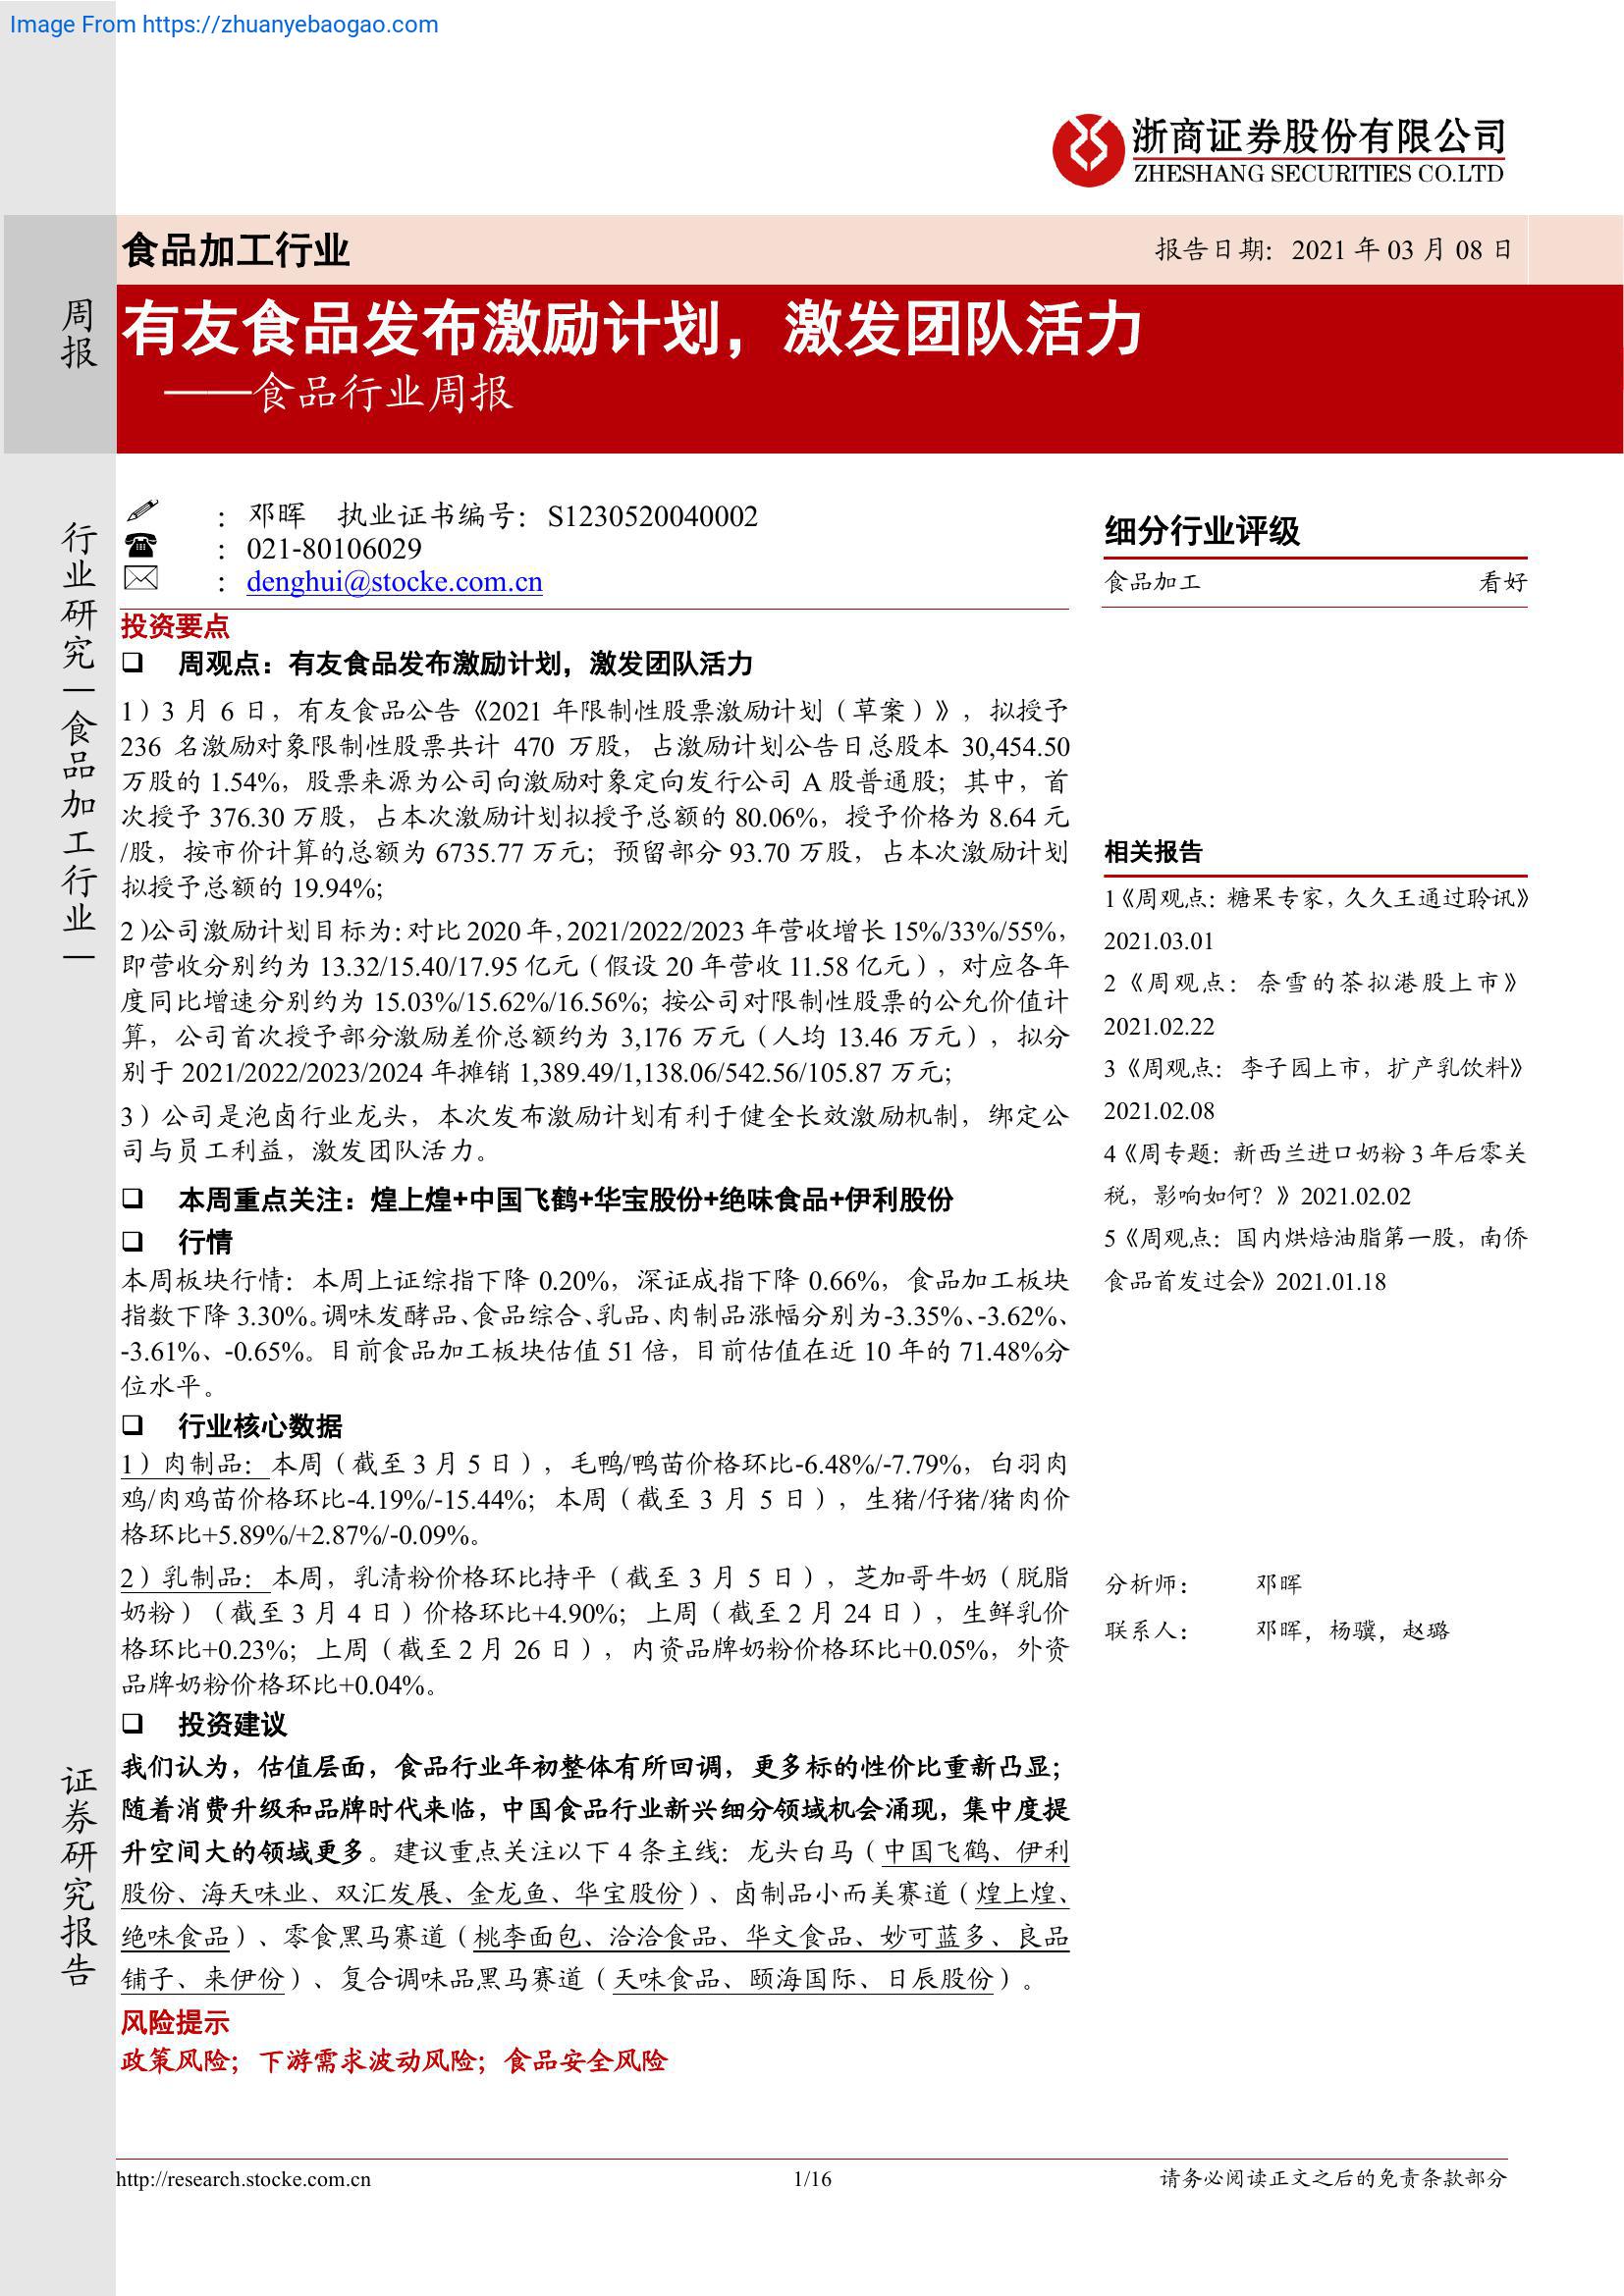 Image From https://zhuanyebaogao.com
浙商证券股份有限公司
ZHESHANG SECURITIES CO.LTD
食品加工行业
报告日期：2021 年 03 月 08 日
周报
有友食品发布激励计划，激发团队活力
——食品行业周报
行业研究—食品加工行业—
：邓晖 执业证书编号：S1230520040002
：021-80106029
：denghui@stocke.com.cn
投资要点
❑ 周观点：有友食品发布激励计划，激发团队活力
1）3 月 6 日，有友食品公告《2021 年限制性股票激励计划（草案）》，拟授予
236 名激励对象限制性股票共计 470 万股，占激励计划公告日总股本 30,454.50
万股的 1.54%，股票来源为公司向激励对象定向发行公司 A 股普通股；其中，首
次授予 376.30 万股，占本次激励计划拟授予总额的 80.06%，授予价格为 8.64 元
/股，按市价计算的总额为 6735.77 万元；预留部分 93.70 万股，占本次激励计划
拟授予总额的 19.94%；
2）公司激励计划目标为：对比 2020 年，2021/2022/2023 年营收增长 15%/33%/55%，
即营收分别约为 13.32/15.40/17.95 亿元（假设 20 年营收 11.58 亿元），对应各年
度同比增速分别约为 15.03%/15.62%/16.56%；按公司对限制性股票的公允价值计
算，公司首次授予部分激励差价总额约为 3,176 万元（人均 13.46 万元），拟分
别于 2021/2022/2023/2024 年摊销 1,389.49/1,138.06/542.56/105.87 万元；
3）公司是泡卤行业龙头，本次发布激励计划有利于健全长效激励机制，绑定公
司与员工利益，激发团队活力。
❑ 本周重点关注：煌上煌+中国飞鹤+华宝股份+绝味食品+伊利股份
❑ 行情
本周板块行情：本周上证综指下降 0.20%，深证成指下降 0.66%，食品加工板块
指数下降 3.30%。调味发酵品、食品综合、乳品、肉制品涨幅分别为-3.35%、-3.62%、
-3.61%、-0.65%。目前食品加工板块估值 51 倍，目前估值在近 10 年的 71.48%分
位水平。
❑ 行业核心数据
1）肉制品：本周（截至 3 月 5 日），毛鸭/鸭苗价格环比-6.48%/-7.79%，白羽肉
鸡/肉鸡苗价格环比-4.19%/-15.44%；本周（截至 3 月 5 日），生猪/仔猪/猪肉价
格环比+5.89%/+2.87%/-0.09%。
2）乳制品：本周，乳清粉价格环比持平（截至 3 月 5 日），芝加哥牛奶（脱脂
奶粉）（截至 3 月 4 日）价格环比+4.90%；上周（截至 2 月 24 日），生鲜乳价
格环比+0.23%；上周（截至 2 月 26 日），内资品牌奶粉价格环比+0.05%，外资
品牌奶粉价格环比+0.04%。
❑ 投资建议
我们认为，估值层面，食品行业年初整体有所回调，更多标的性价比重新凸显；
随着消费升级和品牌时代来临，中国食品行业新兴细分领域机会涌现，集中度提
升空间大的领域更多。建议重点关注以下 4 条主线：龙头白马（中国飞鹤、伊利
股份、海天味业、双汇发展、金龙鱼、华宝股份）、卤制品小而美赛道（煌上煌、
绝味食品）、零食黑马赛道（桃李面包、洽洽食品、华文食品、妙可蓝多、良品
铺子、来伊份）、复合调味品黑马赛道（天味食品、颐海国际、日辰股份）。
风险提示
政策风险；下游需求波动风险；食品安全风险
细分行业评级
食品加工 看好
相关报告
1《周观点：糖果专家，久久王通过聆讯》
2021.03.01
2《周观点：奈雪的茶拟港股上市》
2021.02.22
3《周观点：李子园上市，扩产乳饮料》
2021.02.08
4《周专题：新西兰进口奶粉 3 年后零关
税，影响如何？》2021.02.02
5《周观点：国内烘焙油脂第一股，南侨
食品首发过会》2021.01.18
分析师： 邓晖
联系人： 邓晖，杨骥，赵璐
证券研究报告
http://research.stocke.com.cn
1/16
请务必阅读正文之后的免责条款部分